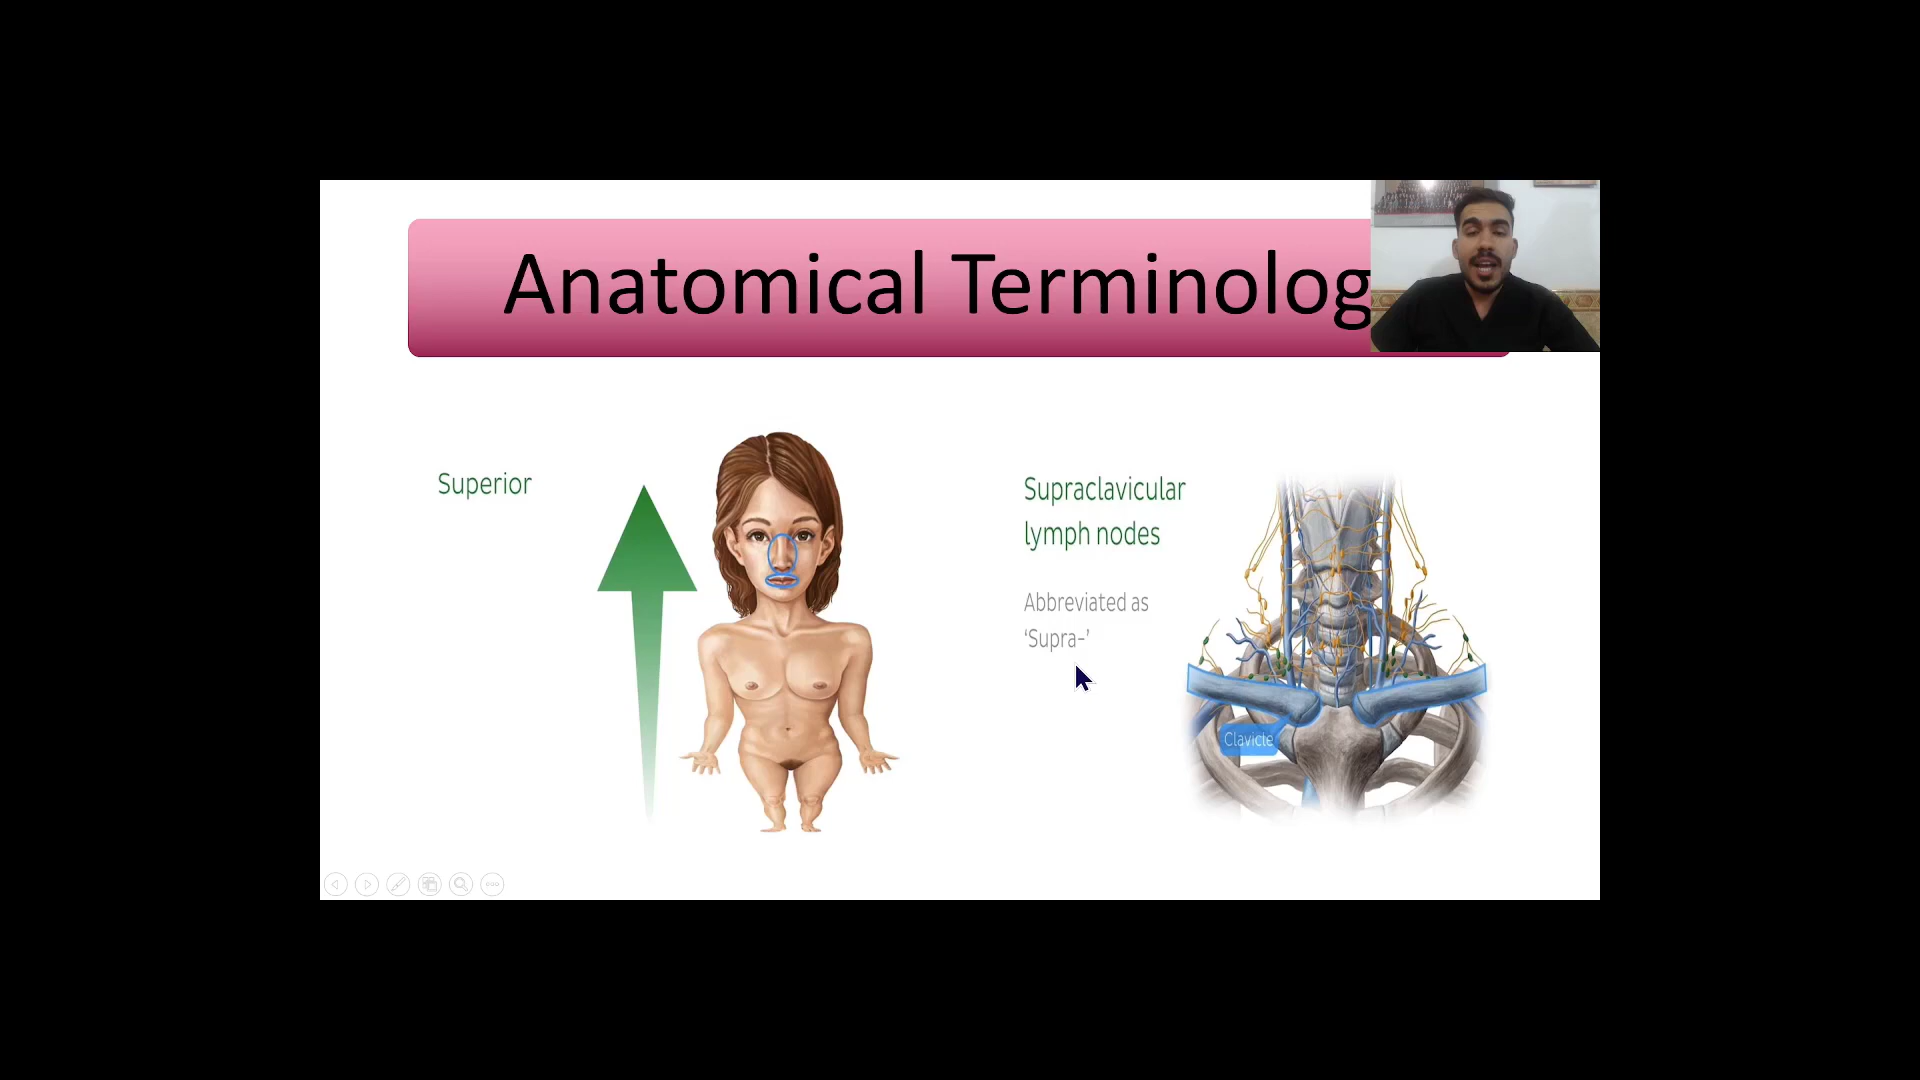 Anatomical Terminolog
Superior
Supraclavicular
lymph nodes
Abbreviated as
‘Supra-’
Clavicle